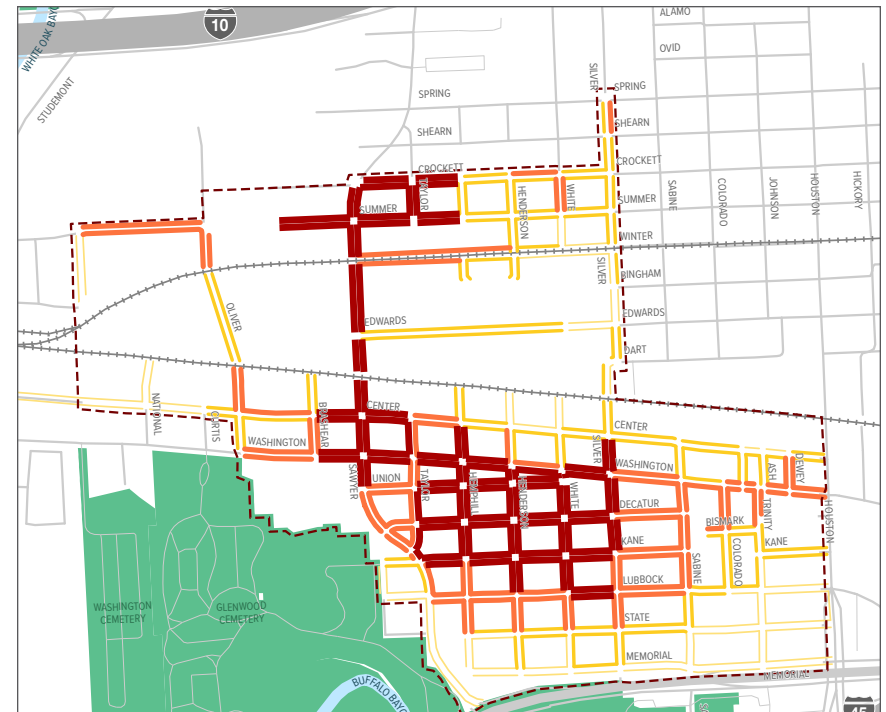 WHITE OAK BAYO
10
ALAMO
OVID
STUDEMONT
SPRING
SILVER
SPRING
SHEARN
SHEARN
CROCKETT
CROCKETT
SUMMER
TAYLOR
HENDERSON
WHITE
SUMMER
SABINE
COLORADO
JOHNSON
HOUSTON
HICKORY
WINTER
SILVER
BINGHAM
OLIVER
EDWARDS
EDWARDS
DART
NATIONAL
CURTIS
BRASHEAR
CENTER
CENTER
WASHINGTON
SILVER
WASHINGTON
ASH
DEWEY
SAWYER
UNION
TAYLOR
HEMPHILL
HENDERSON
WHITE
DECATUR
BISMARK
TRINITY
HOUSTON
KANE
KANE
COLORADO
SABINE
LUBBOCK
WASHINGTON
CEMETERY
GLENWOOD
CEMETERY
STATE
MEMORIAL
MEMORIAL
BUFFALO BAYO
45